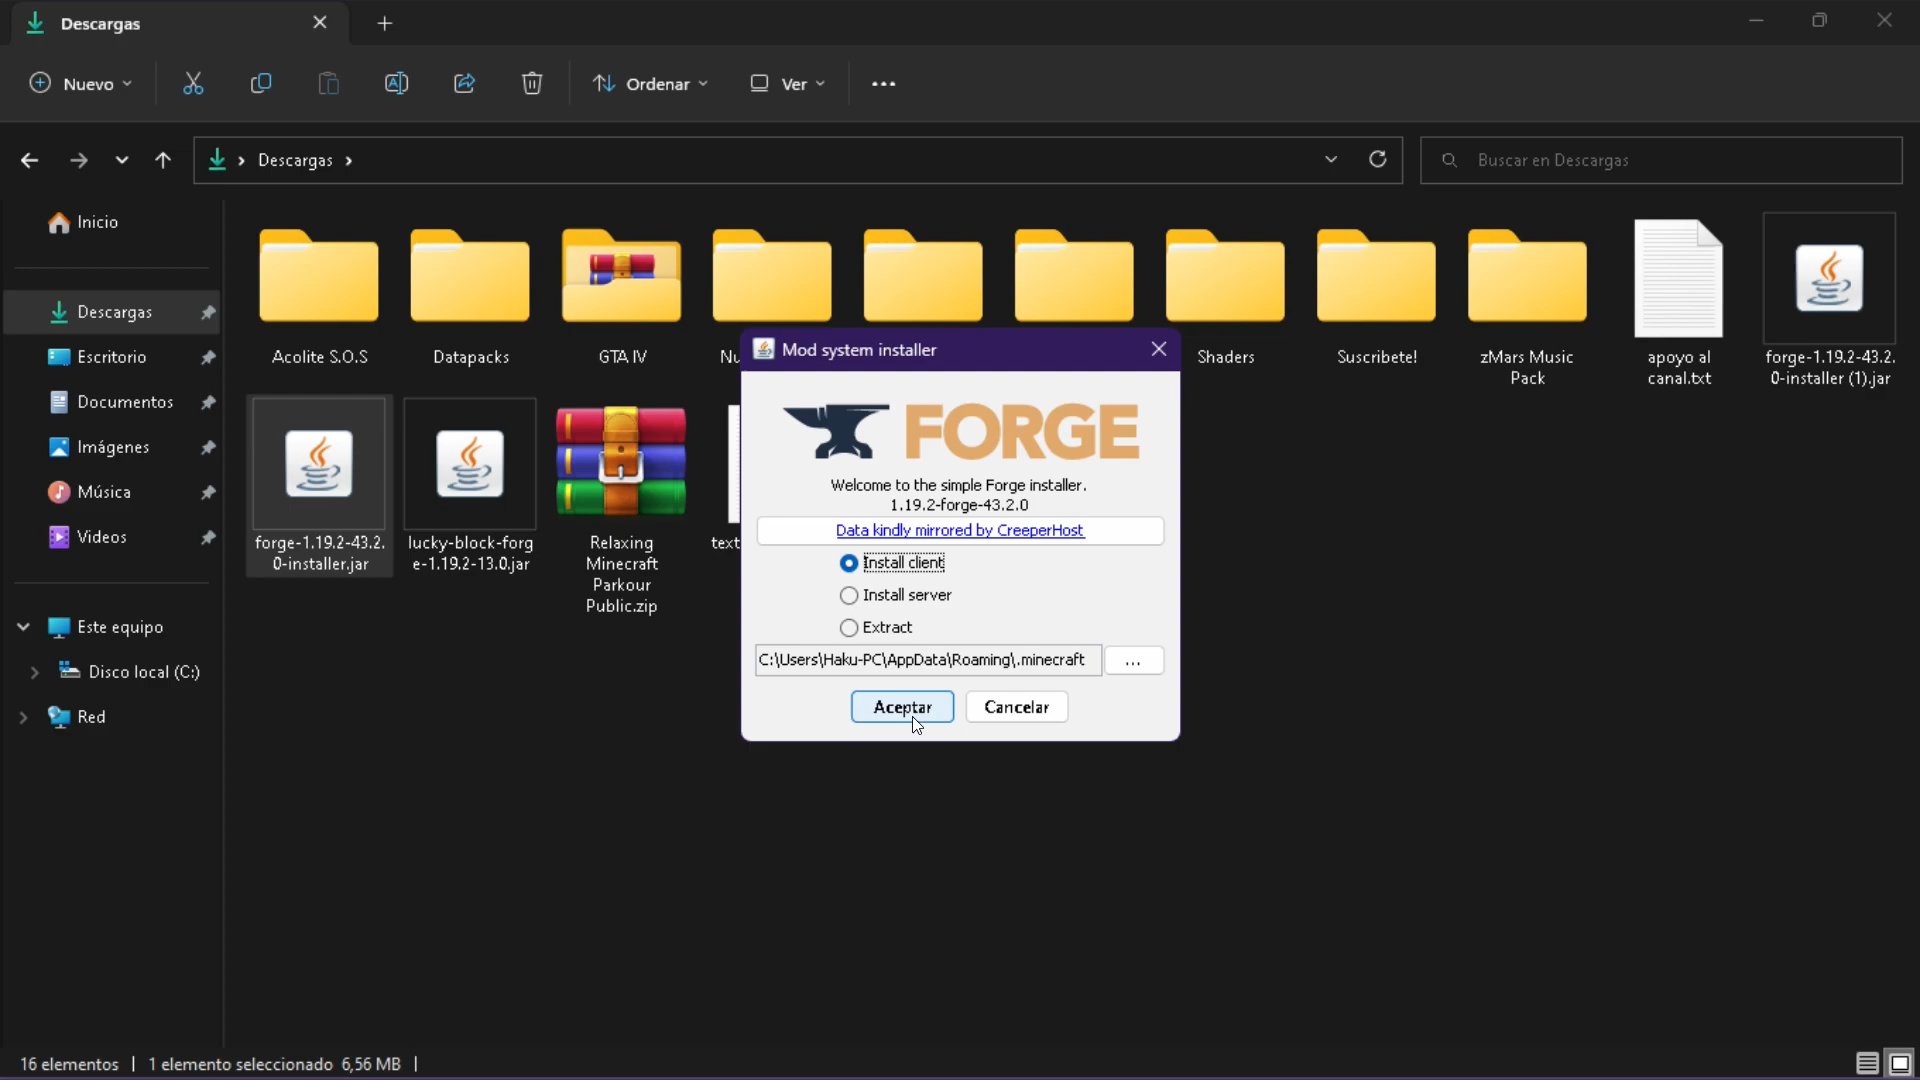 Descargas
Nuevo
Ordenar
Ver
Descargas
Buscar en Descargas
Inicio
Descargas
Escritorio
Documentos
Imágenes
Música
Videos
Este equipo
Disco local (C:)
Red
Acolite S.O.S
Datapacks
GTA IV
Shaders
Suscribete!
zMars Music
Pack
apoyo al
canal.txt
forge-1.19.2-43.2.
0-installer (1).jar
forge-1.19.2-43.2.
0-installer.jar
lucky-block-forg
e-1.19.2-13.0.jar
Relaxing
Minecraft
Parkour
Public.zip
text
Mod system installer
FORGE
Welcome to the simple Forge installer.
1.19.2-forge-43.2.0
Data kindly mirrored by CreeperHost
Install client
Install server
Extract
C:\Users\Haku-PC\AppData\Roaming\.minecraft
...
Aceptar
Cancelar
16 elementos
1 elemento seleccionado 6,56 MB